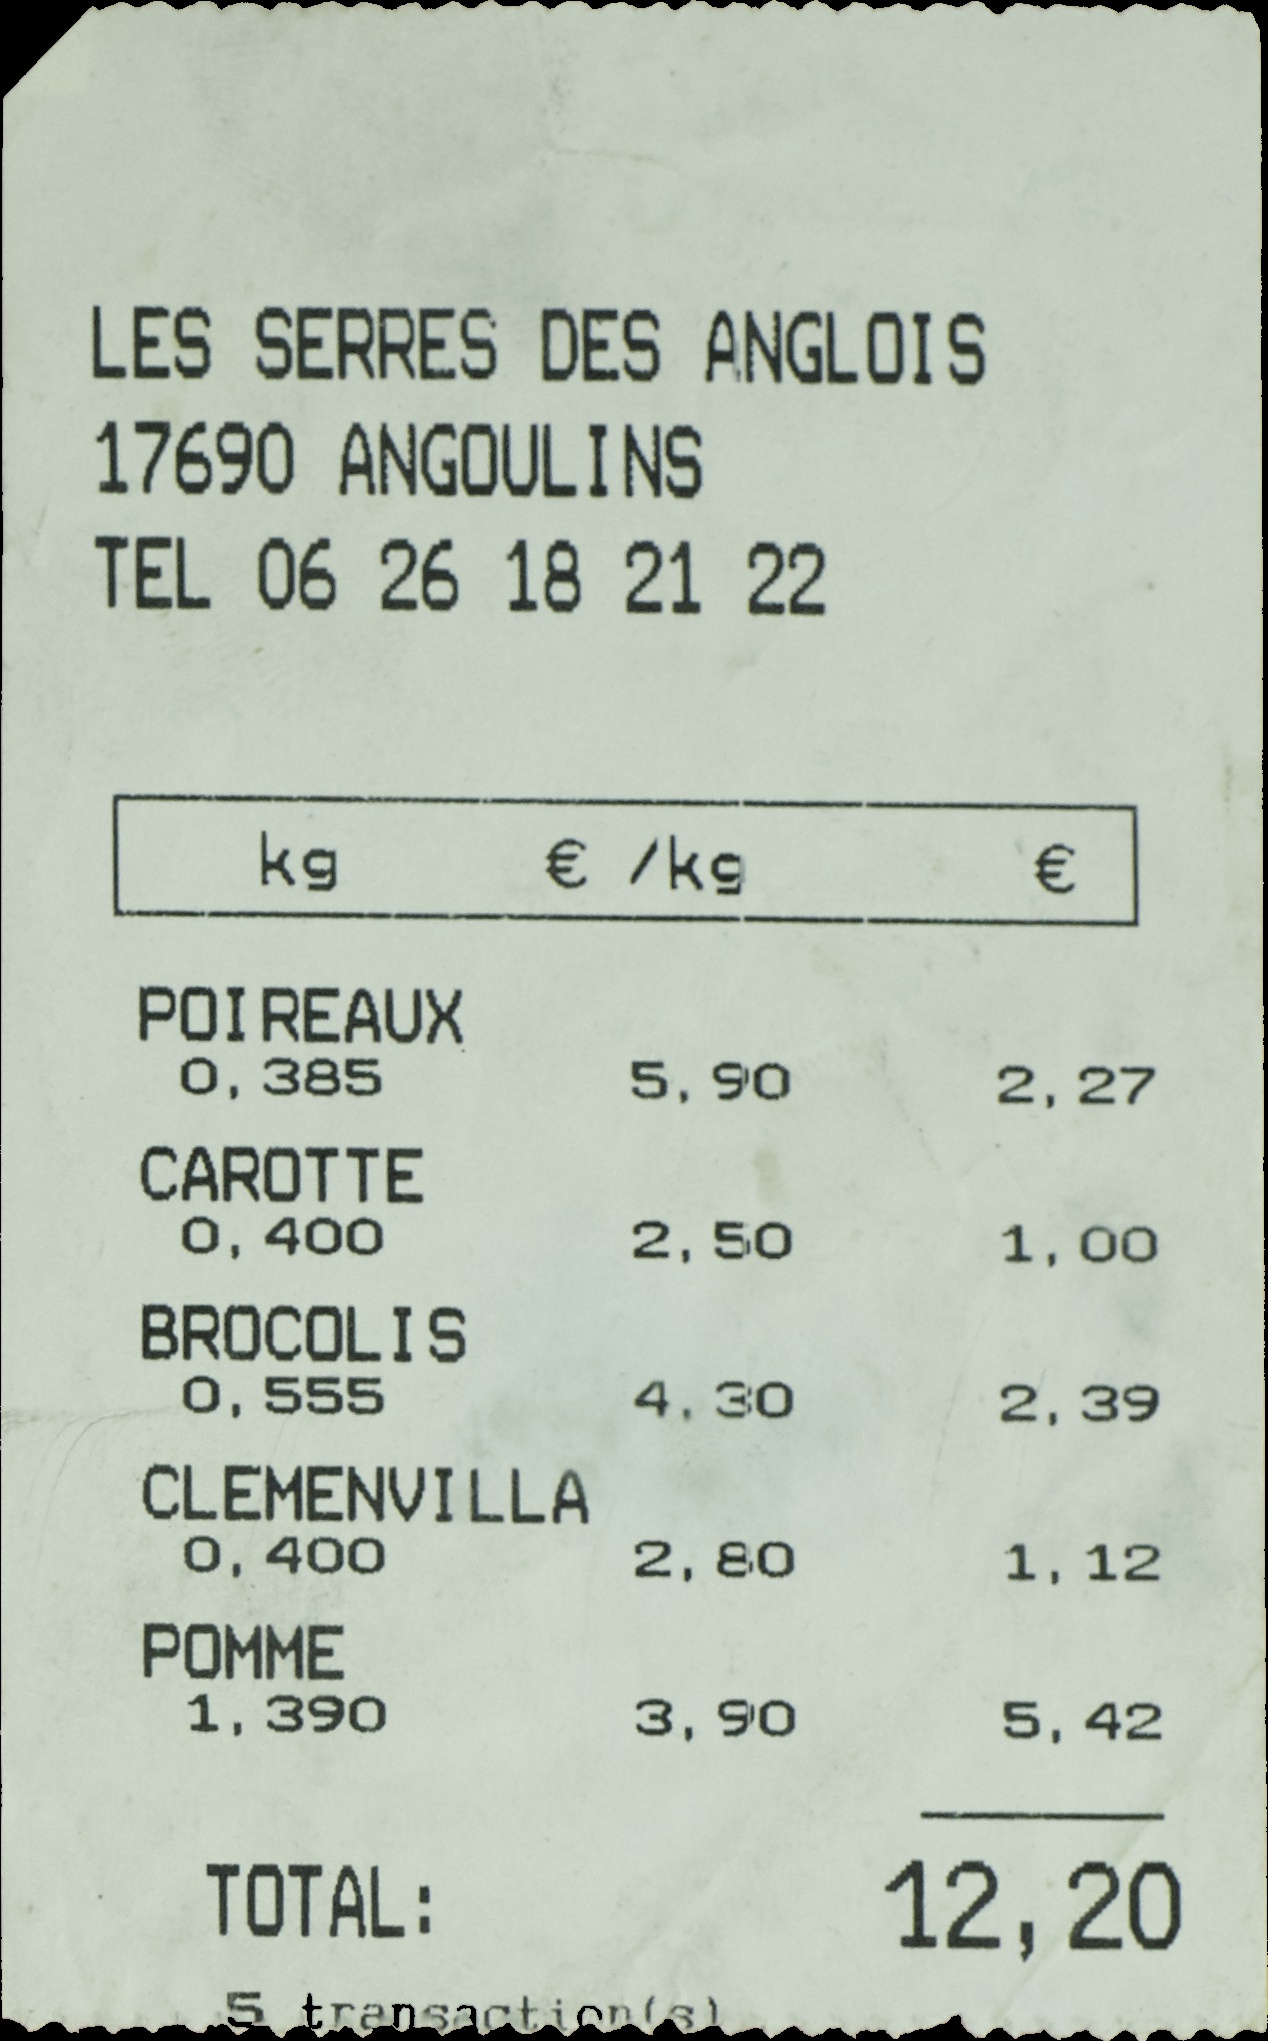 LES SERRES DES ANGLOIS
17690 ANGOULINS
TEL 06 26 18 21 22
kg € /kg €
POIREAUX
0,385 5,90 2,27
CAROTTE
0,400 2,50 1,00
BROCOLIS
0,555 4,30 2,39
CLEMENVILLA
0,400 2,80 1,12
POMME
1,390 3,90 5,42
TOTAL: 12,20
5 transaction(s)